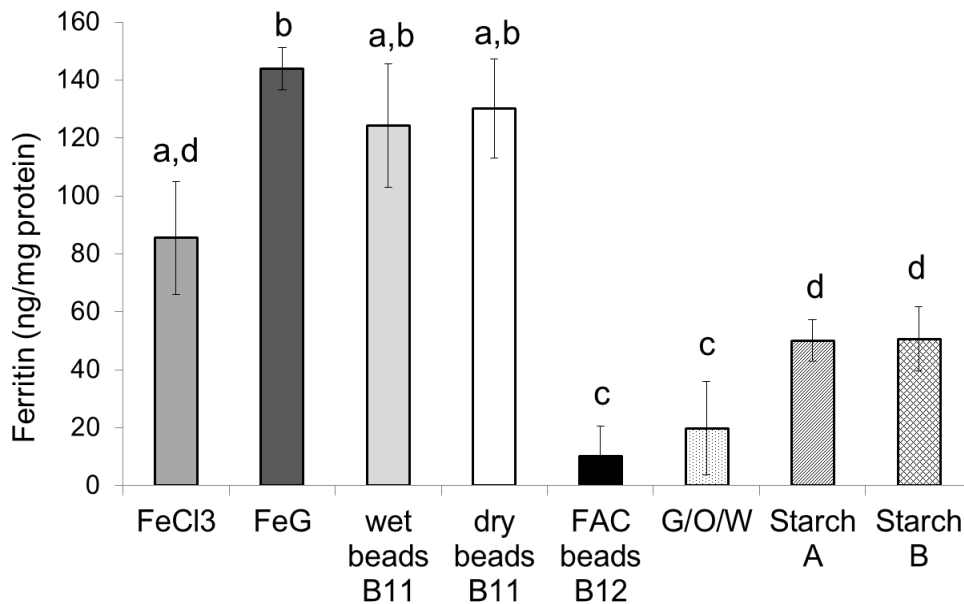 Ferritin (ng/mg protein)
160
140
120
100
80
60
40
20
0
a,d
b
a,b
a,b
c
c
d
d
FeCl3
FeG
wet
beads
B11
dry
beads
B11
FAC
beads
B12
G/O/W
Starch
A
Starch
B